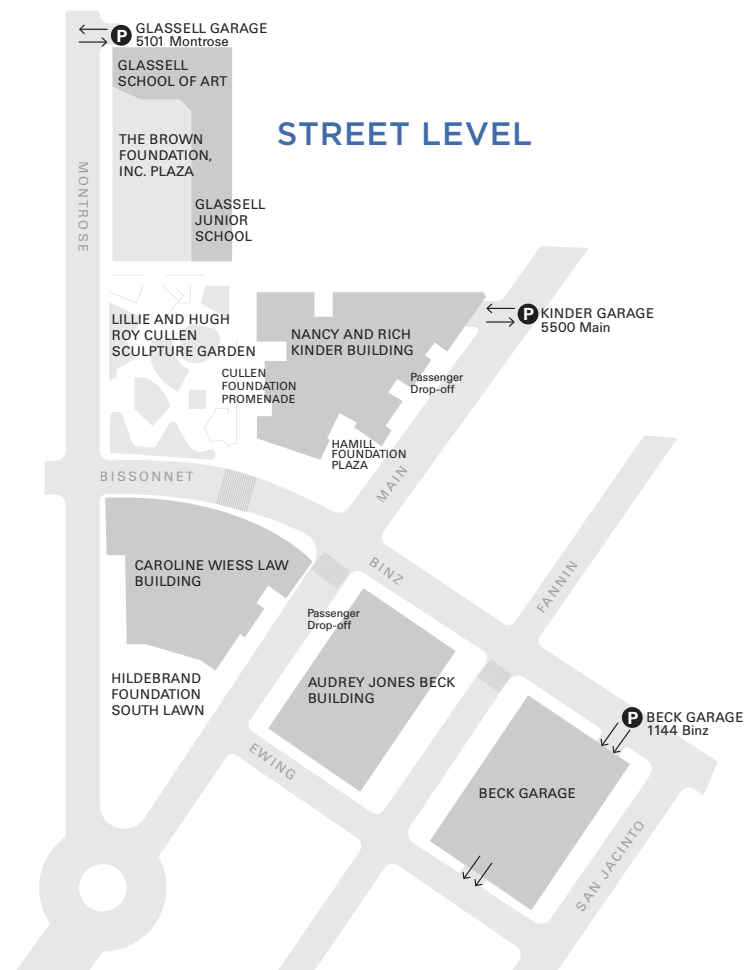 GLASSELL GARAGE
5101 Montrose
P
GLASSELL
SCHOOL OF ART
STREET LEVEL
THE BROWN
FOUNDATION,
INC. PLAZA
MONTROSE
GLASSELL
JUNIOR
SCHOOL
LILLIE AND HUGH
ROY CULLEN
SCULPTURE GARDEN
NANCY AND RICH
KINDER BUILDING
P
KINDER GARAGE
5500 Main
CULLEN
FOUNDATION
PROMENADE
Passenger
Drop-off
HAMILL
FOUNDATION
PLAZA
BISSONNET
MAIN
CAROLINE WIESS LAW
BUILDING
BINZ
FANNIN
Passenger
Drop-off
HILDEBRAND
FOUNDATION
SOUTH LAWN
AUDREY JONES BECK
BUILDING
P
BECK GARAGE
1144 Binz
EWING
BECK GARAGE
SAN JACINTO